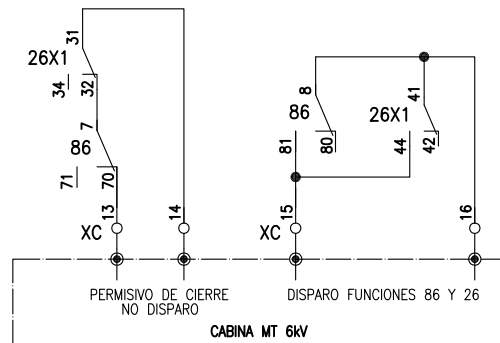 31
26X1
34 32
7
86
71 70
13 14
XC
8
86
81 80
41
26X1
44 42
15 16
XC
PERMISIVO DE CIERRE
NO DISPARO
DISPARO FUNCIONES 86 Y 26
CABINA MT 6kV